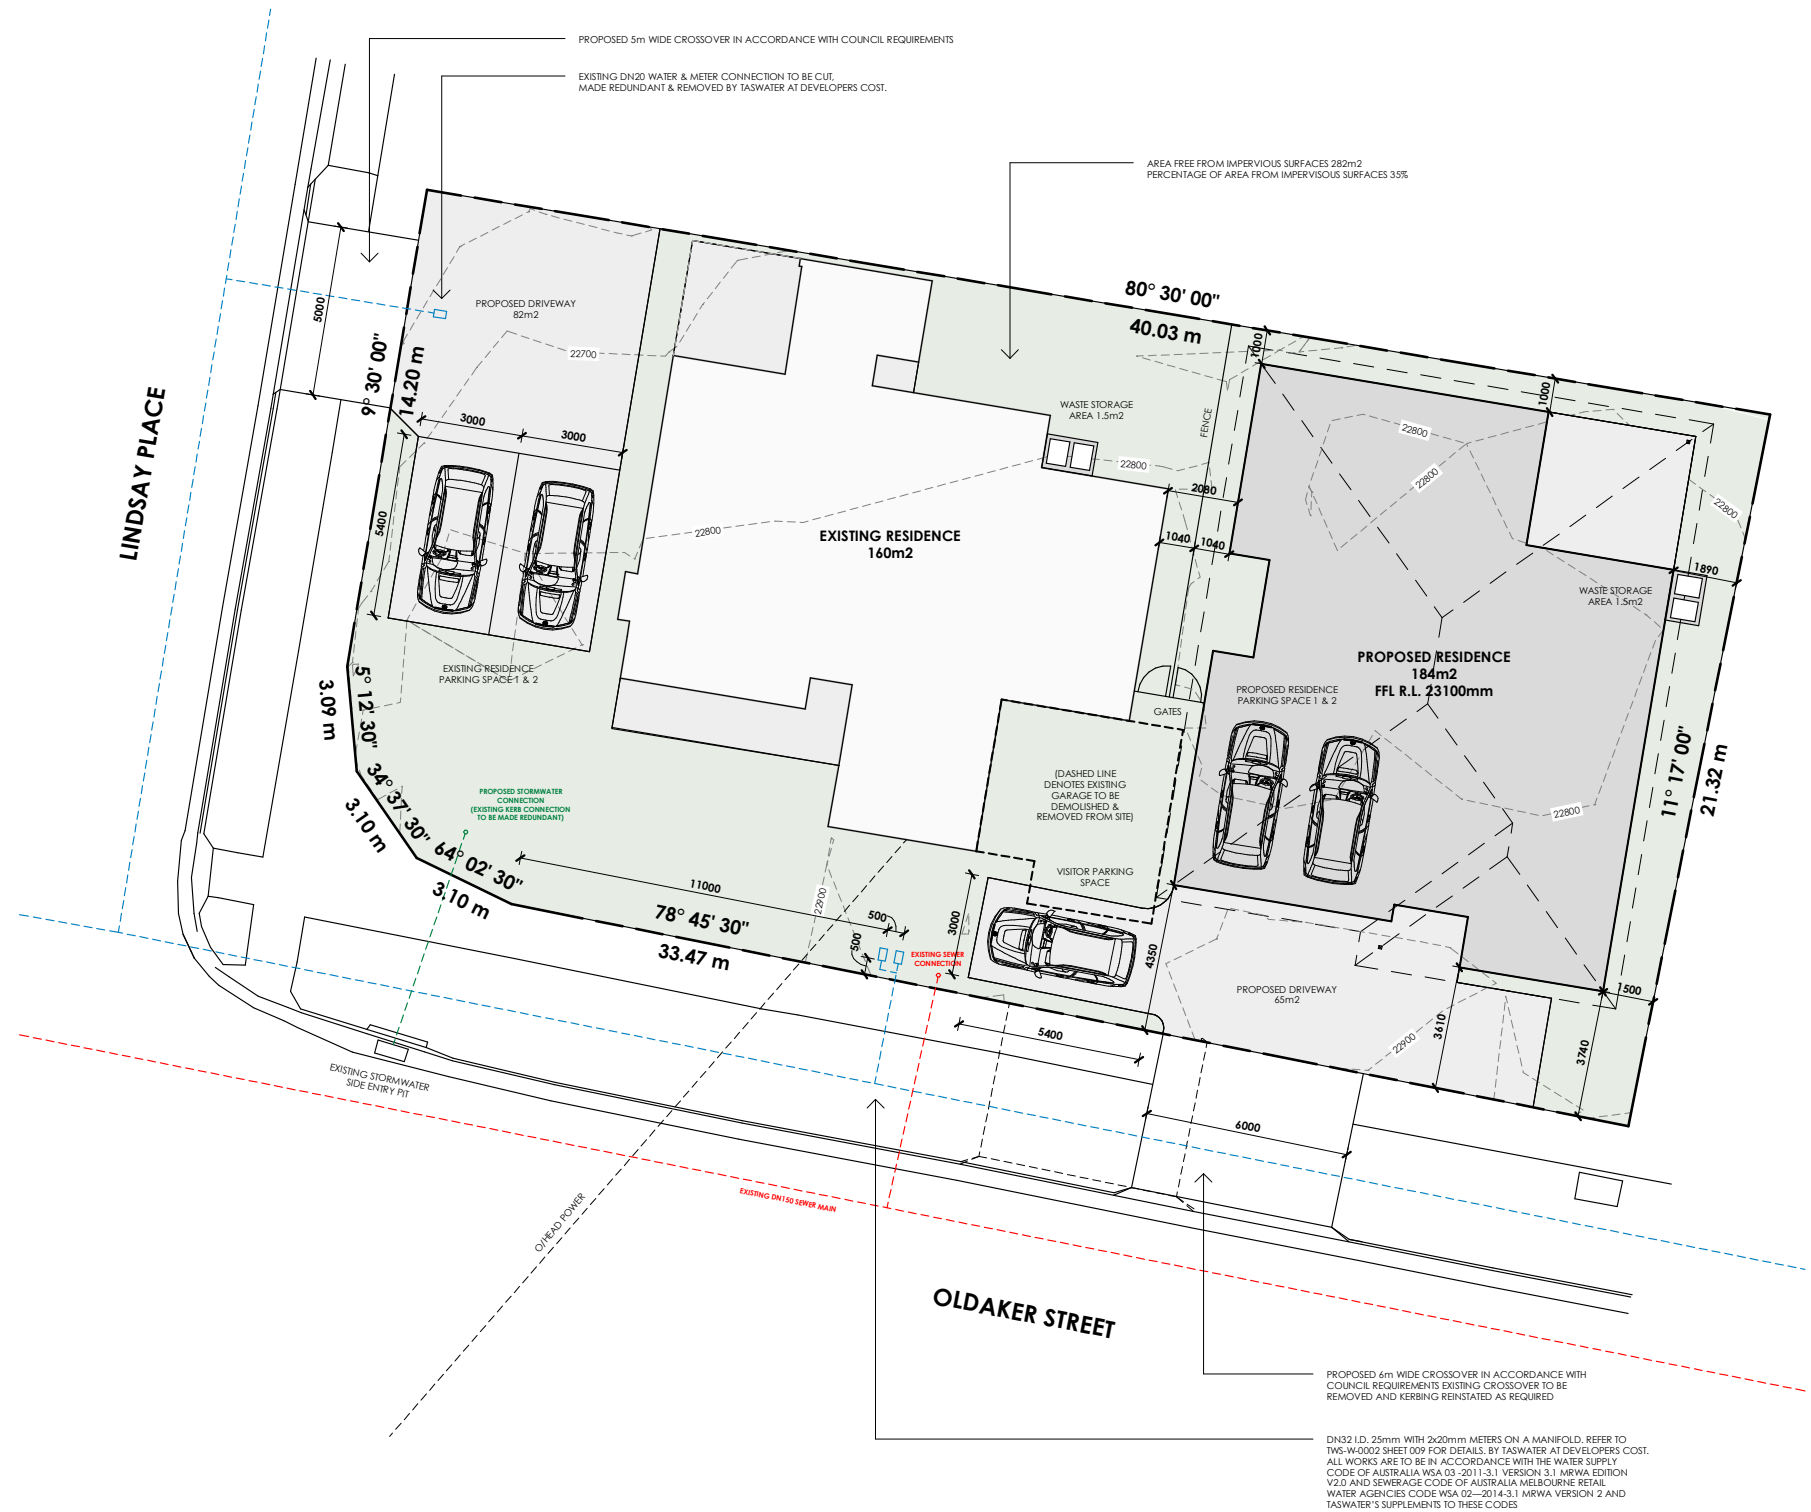 PROPOSED 5m WIDE CROSSOVER IN ACCORDANCE WITH COUNCIL REQUIREMENTS
EXISTING DN20 WATER & METER CONNECTION TO BE CUT,
MADE REDUNDANT & REMOVED BY TASWATER AT DEVELOPERS COST.
AREA FREE FROM IMPERVIOUS SURFACES 282m2
PERCENTAGE OF AREA FROM IMPERVISOUS SURFACES 35%
80° 30' 00"
40.03 m
PROPOSED DRIVEWAY
82m2
5000
22700
9° 30' 00"
14.20 m
LINDSAY PLACE
3000
3000
5400
1000
1000
WASTE STORAGE
AREA 1.5m2
FENCE
22800
22800
22800
22800
22800
2080
1040
1040
EXISTING RESIDENCE
160m2
1890
WASTE STORAGE
AREA 1.5m2
PROPOSED RESIDENCE
184m2
FFL R.L. 23100mm
PROPOSED RESIDENCE
PARKING SPACE 1 & 2
EXISTING RESIDENCE
PARKING SPACE 1 & 2
GATES
5° 12' 30"
3.09 m
34° 37' 30"
3.10 m
64° 02' 30"
3.10 m
PROPOSED STORMWATER
CONNECTION
(EXISTING KERB CONNECTION
TO BE MADE REDUNDANT)
(DASHED LINE
DENOTES EXISTING
GARAGE TO BE
DEMOLISHED &
REMOVED FROM SITE)
VISITOR PARKING
SPACE
11° 17' 00"
21.32 m
22800
11000
78° 45' 30"
33.47 m
22900
500
500
3000
EXISTING SEWER
CONNECTION
4350
PROPOSED DRIVEWAY
65m2
1500
5400
3610
3740
22900
6000
EXISTING STORMWATER
SIDE ENTRY PIT
EXISTING DN150 SEWER MAIN
O/HEAD POWER
OLDAKER STREET
PROPOSED 6m WIDE CROSSOVER IN ACCORDANCE WITH
COUNCIL REQUIREMENTS EXISTING CROSSOVER TO BE
REMOVED AND KERBING REINSTATED AS REQUIRED
DN32 I.D. 25mm WITH 2x20mm METERS ON A MANIFOLD. REFER TO
TWS-W-0002 SHEET 009 FOR DETAILS. BY TASWATER AT DEVELOPERS COST.
ALL WORKS ARE TO BE IN ACCORDANCE WITH THE WATER SUPPLY
CODE OF AUSTRALIA WSA 03 -2011-3.1 VERSION 3.1 MRWA EDITION
V2.0 AND SEWERAGE CODE OF AUSTRALIA MELBOURNE RETAIL
WATER AGENCIES CODE WSA 02—2014-3.1 MRWA VERSION 2 AND
TASWATER'S SUPPLEMENTS TO THESE CODES